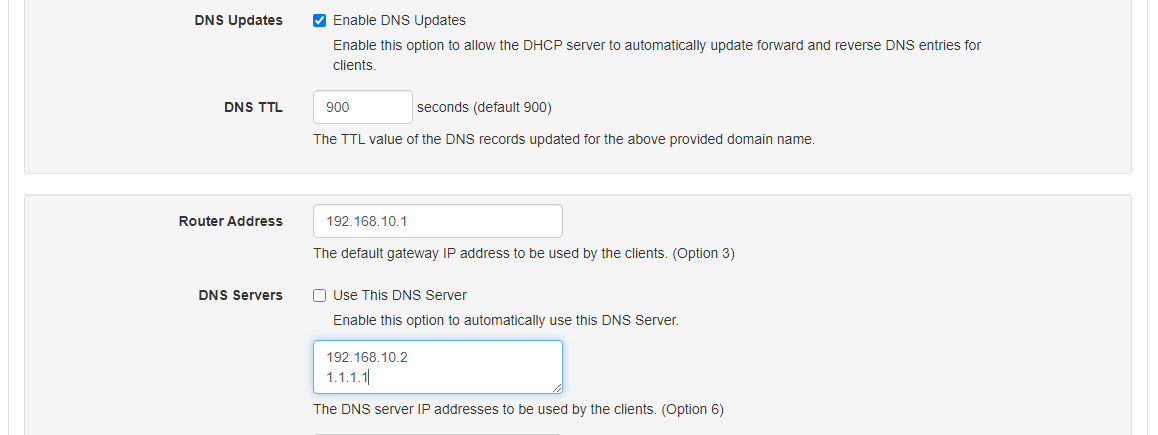 DNS Updates Enable DNS Updates
Enable this option to allow the DHCP server to automatically update forward and reverse DNS entries for
clients.
DNS TTL 900 seconds (default 900)
The TTL value of the DNS records updated for the above provided domain name.
Router Address 192.168.10.1
The default gateway IP address to be used by the clients. (Option 3)
DNS Servers Use This DNS Server
Enable this option to automatically use this DNS Server.
192.168.10.2
1.1.1.1
The DNS server IP addresses to be used by the clients. (Option 6)